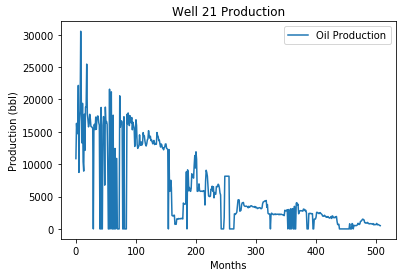 Well 21 Production
Oil Production
Production (bbl)
30000
25000
20000
15000
10000
5000
0
0 100 200 300 400 500
Months